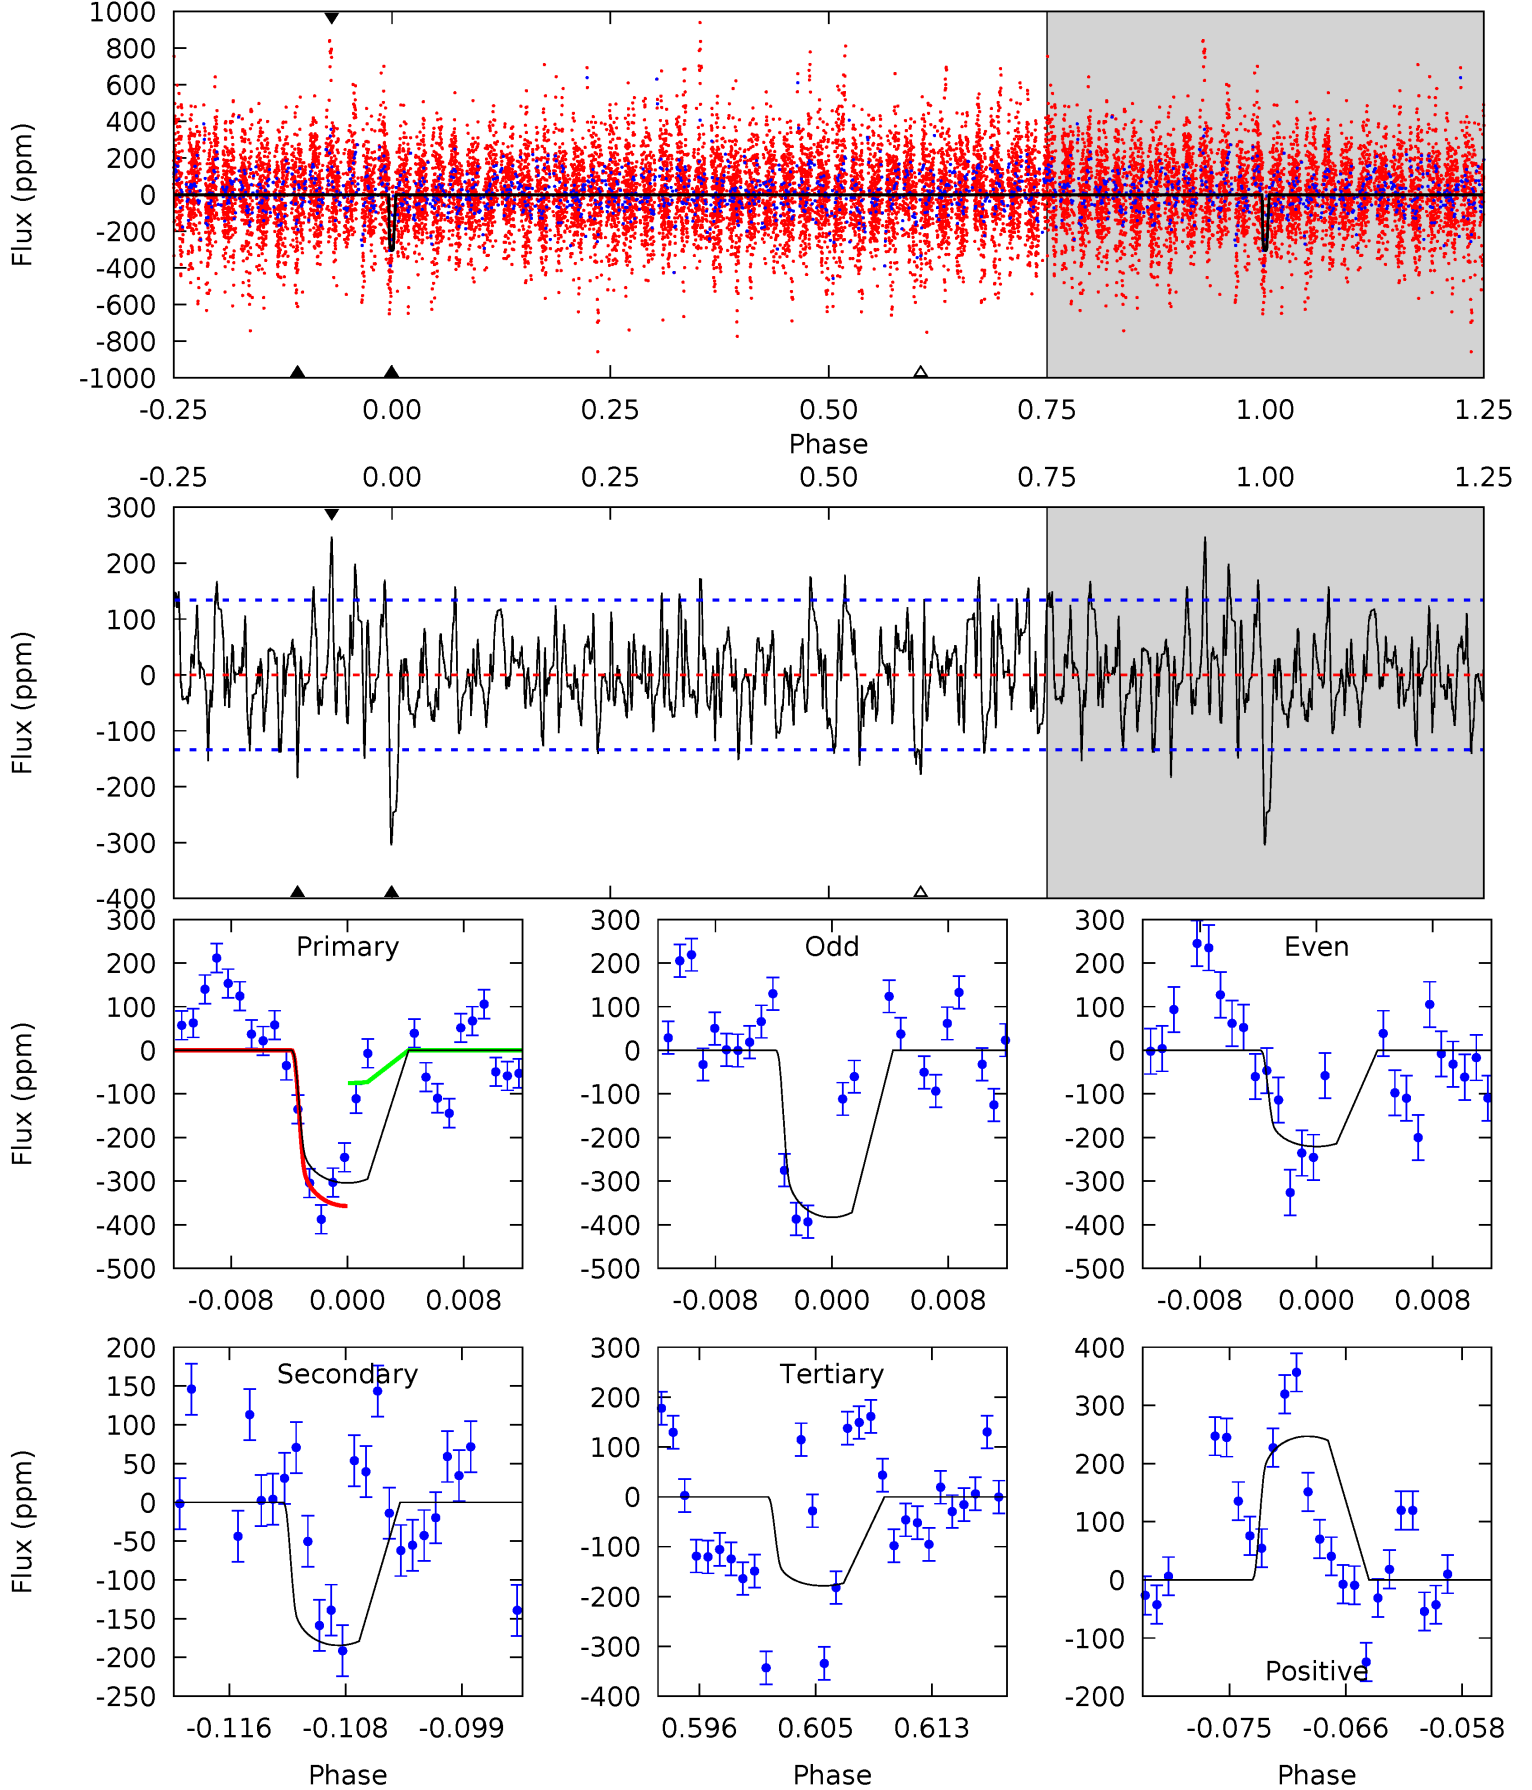 1000
800
600
400
200
0
-200
-400
-600
-800
-1000
Flux (ppm)
-0.25 0.00 0.25 0.50 0.75 1.00 1.25
Phase
-0.25 0.00 0.25 0.50 0.75 1.00 1.25
300
200
100
0
-100
-200
-300
-400
Flux (ppm)
Primary Odd Even
300 300 300
200 200 200
100 100 100
0 0 0
-100 -100 -100
-200 -200 -200
-300 -300 -300
-400 -400 -400
-500 -500 -500
Flux (ppm)
-0.008 0.000 0.008 -0.008 0.000 0.008 -0.008 0.000 0.008
Secondary Tertiary Positive
200 300 400
150 200 300
100 100 200
50 0 100
0 -100 0
-50 -200 -100
-100 -300 -200
-150 -400
-200
-250
Flux (ppm)
-0.116 -0.108 -0.099 0.596 0.605 0.613 -0.075 -0.066 -0.058
Phase Phase Phase